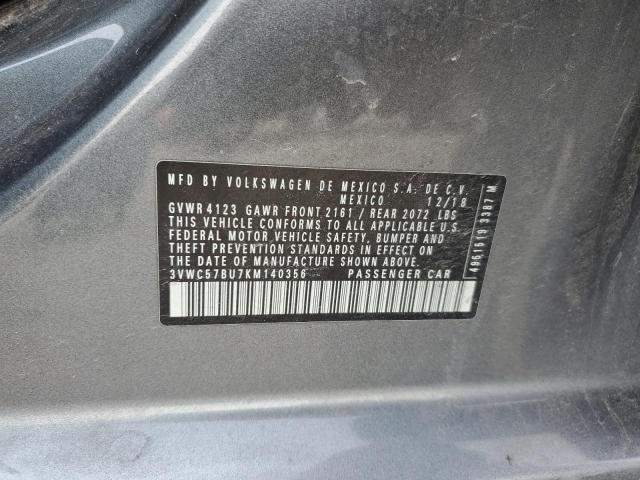 MFD BY VOLKSWAGEN DE MEXICO S.A. DE C.V.
MEXICO 12/18
GVWR 4123 GAWR FRONT 2161 / REAR 2072 LBS
THIS VEHICLE CONFORMS TO ALL APPLICABLE U.S.
FEDERAL MOTOR VEHICLE SAFETY, BUMPER AND
THEFT PREVENTION STANDARDS IN EFFECT ON THE
DATE OF MANUFACTURE SHOWN ABOVE.
3VWC57BU7KM140356 PASSENGER CAR
4951519 3387 M